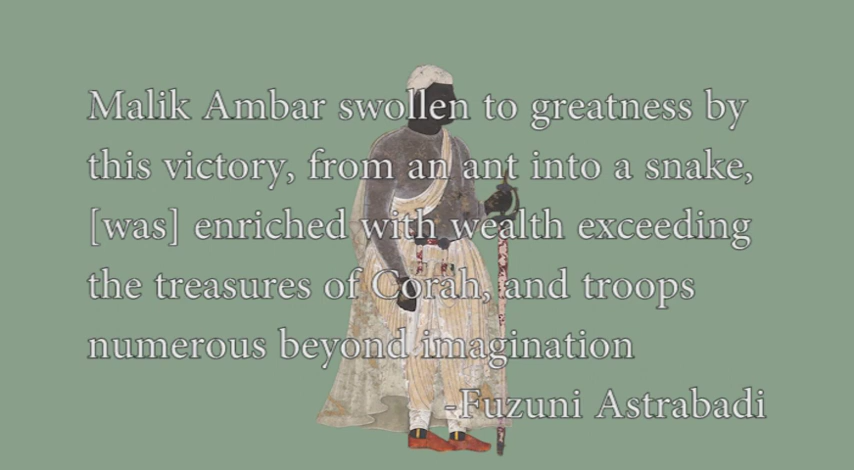 Malik Ambar swollen to greatness by
this victory, from an ant into a snake,
[was] enriched with wealth exceeding
the treasures of Corah, and troops
numerous beyond imagination
-Fuzuni Astrabadi